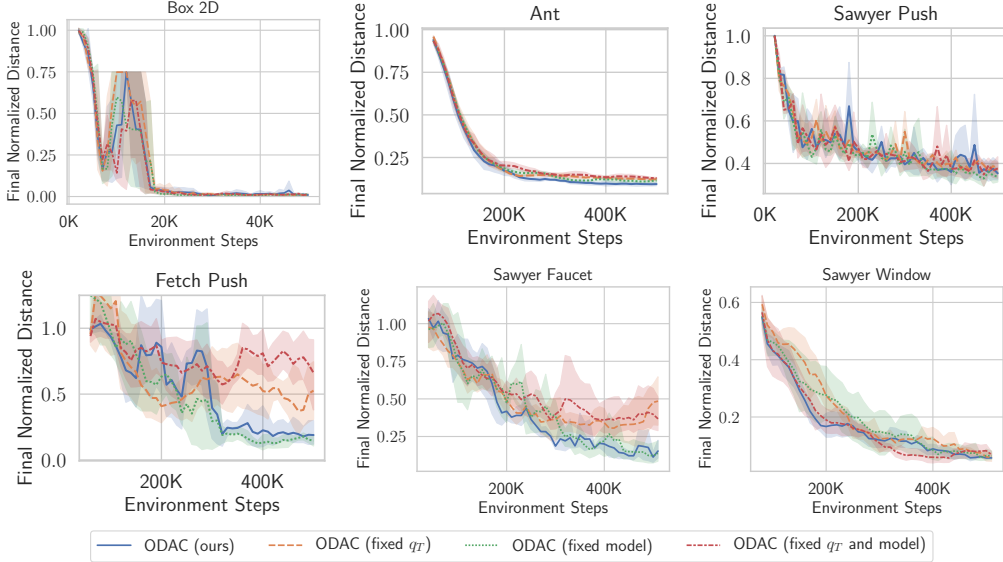 Box 2D
Final Normalized Distance
1.00
0.75
0.50
0.25
0.00
0K
20K
40K
Environment Steps
Ant
Final Normalized Distance
1.00
0.75
0.50
0.25
200K
400K
Environment Steps
Sawyer Push
Final Normalized Distance
1.0
0.8
0.6
0.4
0K
200K
400K
Environment Steps
Fetch Push
Final Normalized Distance
1.0
0.5
0.0
200K
400K
Environment Steps
Sawyer Faucet
Final Normalized Distance
1.00
0.75
0.50
0.25
200K
400K
Environment Steps
Sawyer Window
Final Normalized Distance
0.6
0.4
0.2
200K
400K
Environment Steps
ODAC (ours) ODAC (fixed q_T) ODAC (fixed model) ODAC (fixed q_T and model)